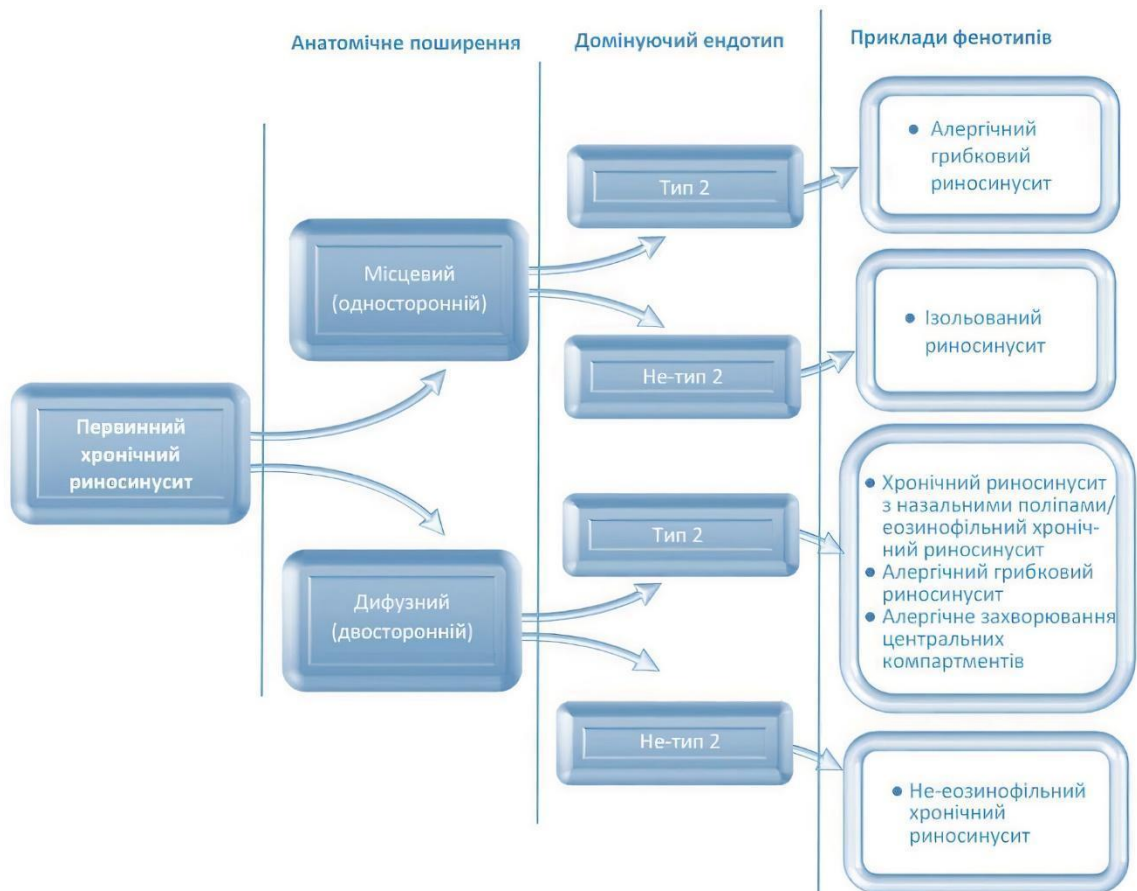 Анатомічне поширення
Домінуючий ендотип
Приклади фенотипів
Первинний
хронічний
риносинусит
Місцевий
(односторонній)
Тип 2
● Алергічний
грибковий
риносинусит
Не-тип 2
● Ізольований
риносинусит
Дифузний
(двосторонній)
Тип 2
● Хронічний риносинусит
з назальними поліпами/
еозинофільний хроніч-
ний риносинусит
● Алергічний грибковий
риносинусит
● Алергічне захворювання
центральних
компартментів
Не-тип 2
● Не-еозинофільний
хронічний
риносинусит